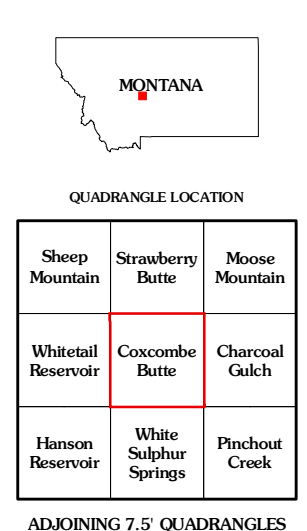 MONTANA
QUADRANGLE LOCATION
Sheep
Mountain
Strawberry
Butte
Moose
Mountain
Whitetail
Reservoir
Coxcombe
Butte
Charcoal
Gulch
Hanson
Reservoir
White
Sulphur
Springs
Pinchout
Creek
ADJOINING 7.5' QUADRANGLES